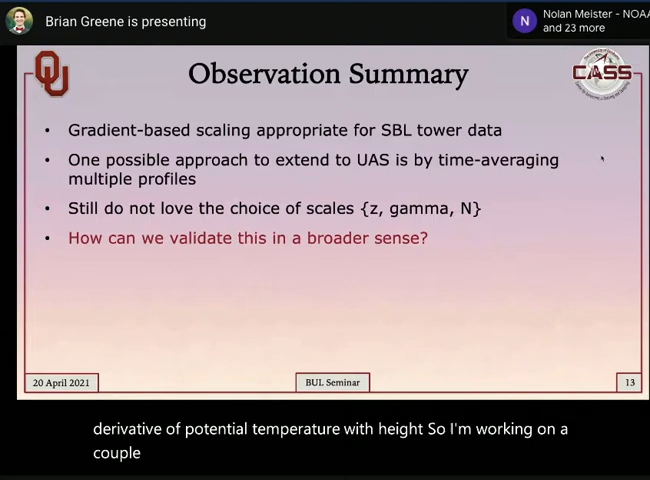 Brian Greene is presenting
N
Nolan Meister - NOAA
and 23 more
OU
Observation Summary
CASS
• Gradient-based scaling appropriate for SBL tower data
• One possible approach to extend to UAS is by time-averaging
multiple profiles
• Still do not love the choice of scales {z, gamma, N}
• How can we validate this in a broader sense?
20 April 2021
BUL Seminar
13
derivative of potential temperature with height So I'm working on a
couple